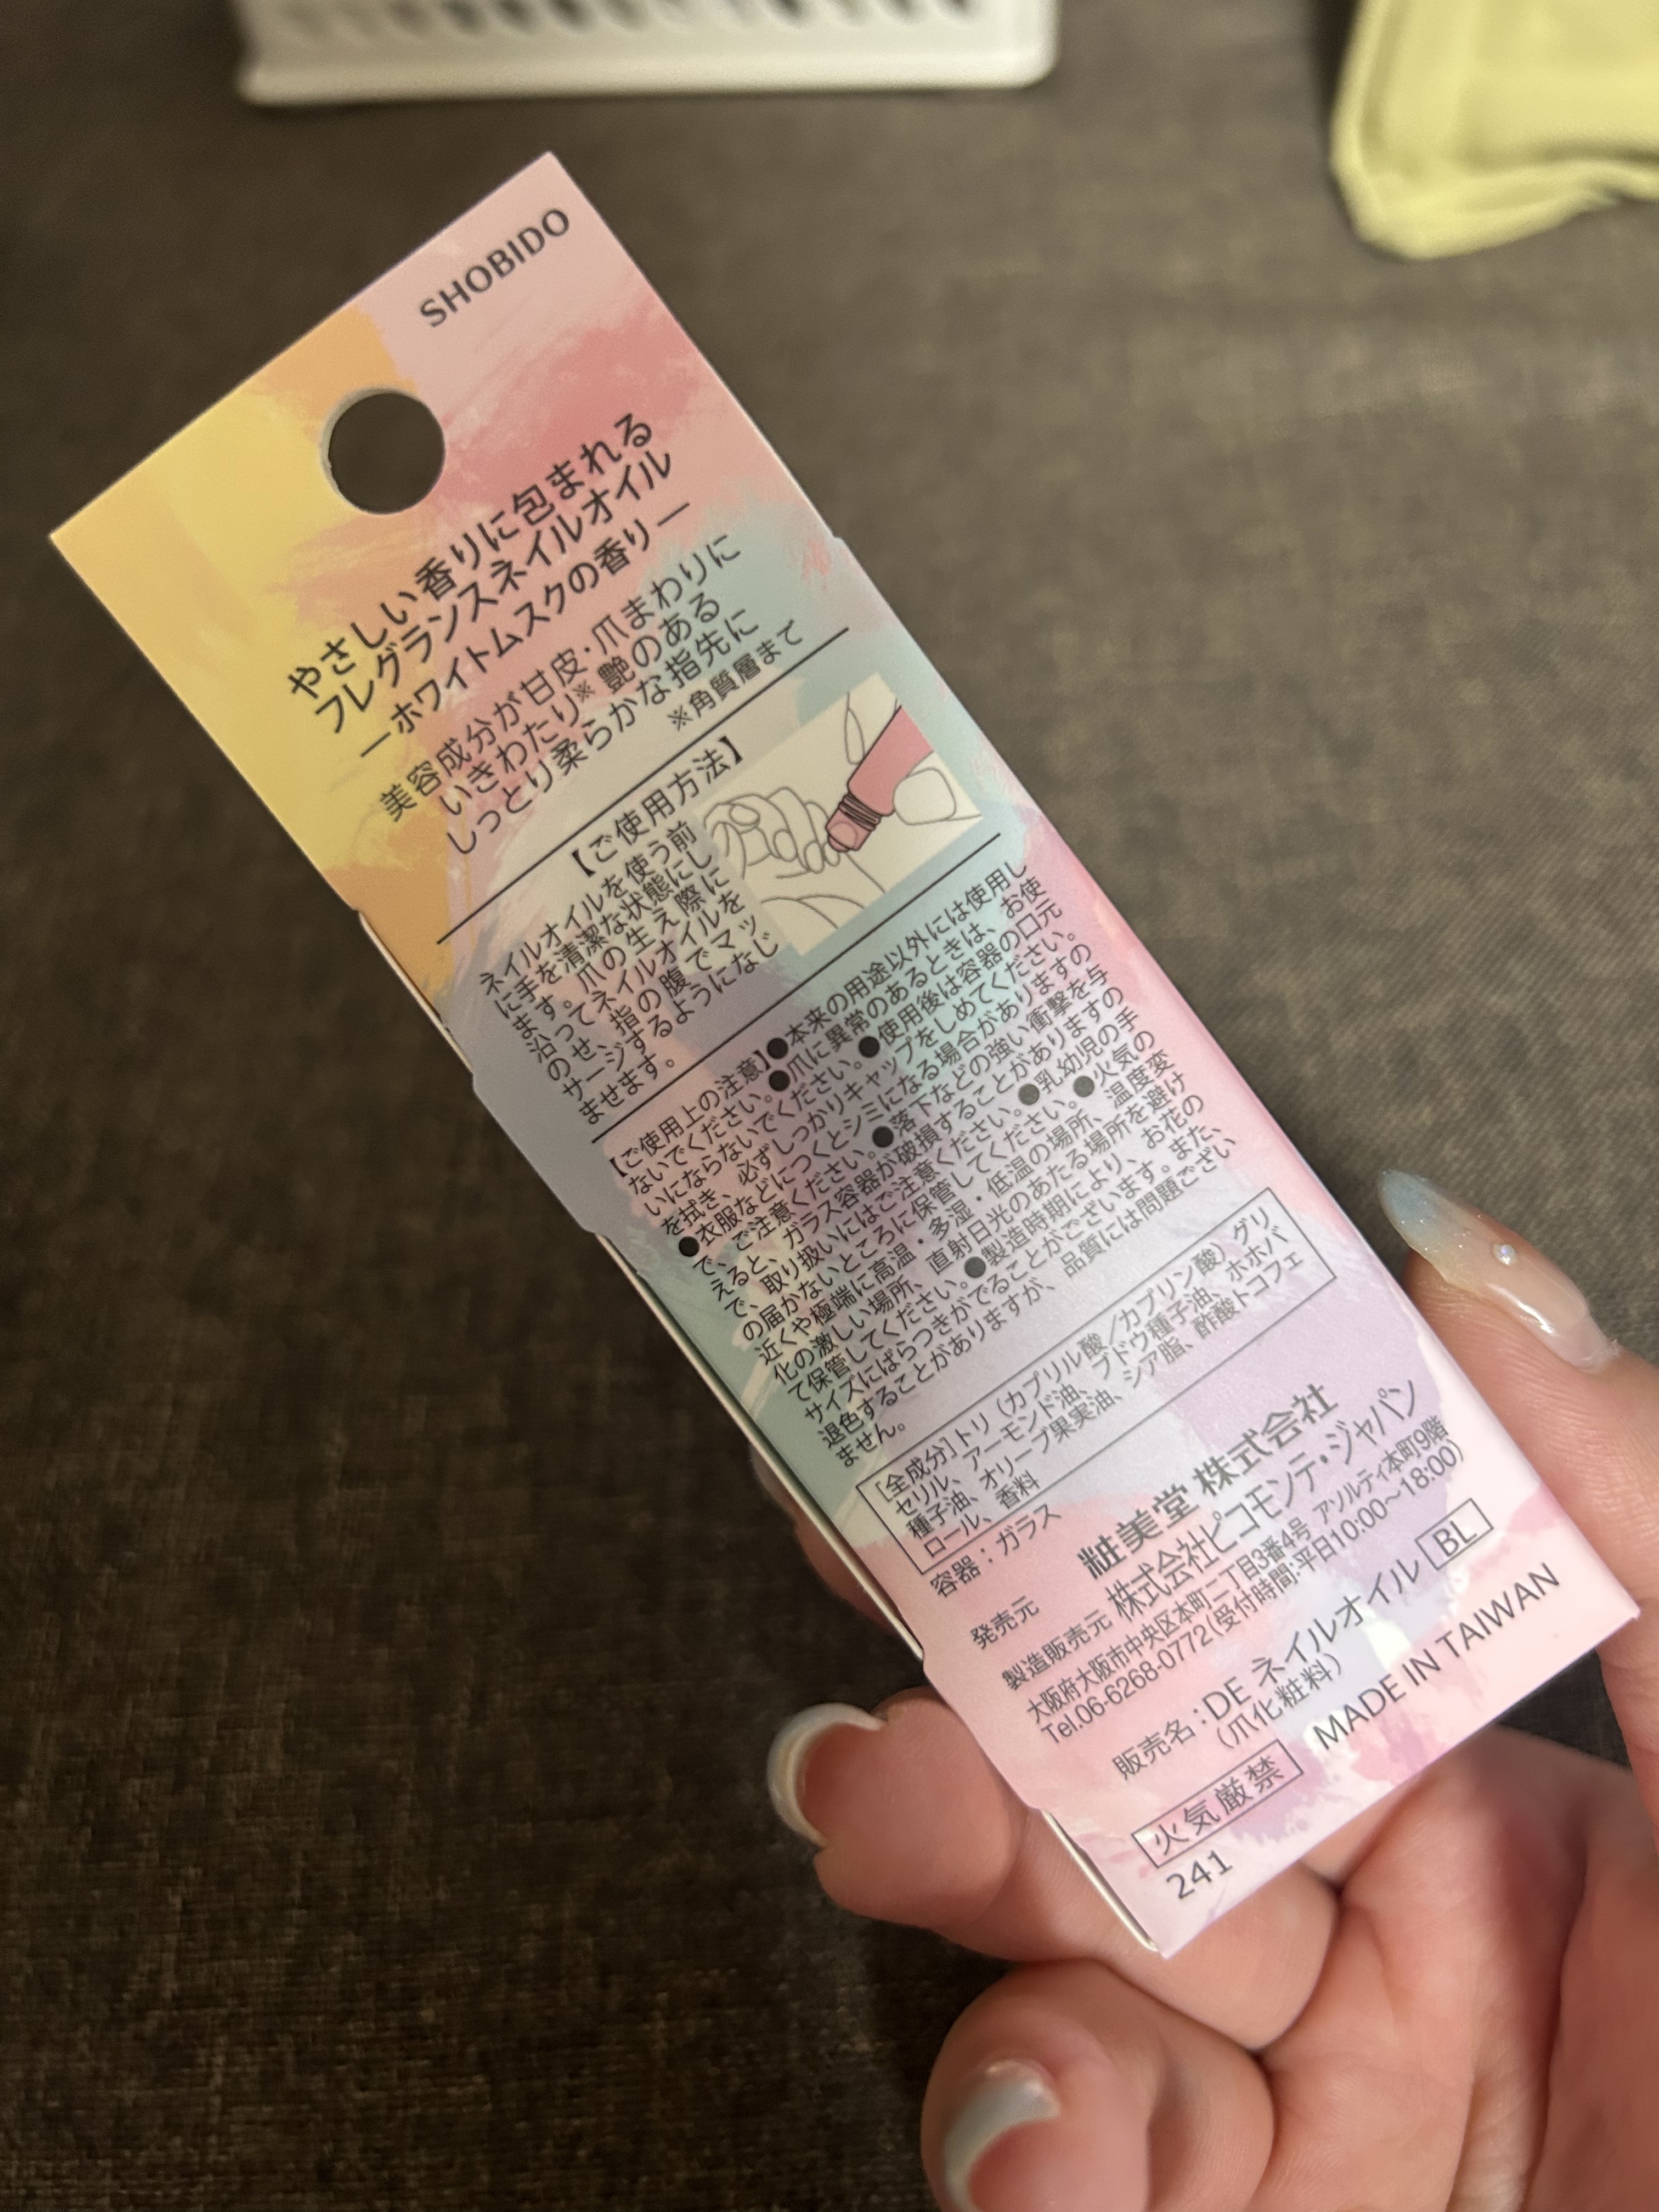 SHOBIDO
やさしい香りに包まれる
フレグランスネイルオイル
―ホワイトムスクの香り―
美容成分が甘皮・爪まわりに
いきわたり※ 艶のある
しっとり柔らかな指先に
※角質層まで
【ご使用方法】
ネイルオイルを使う前
に手を清潔な状態にし
ます。爪の生え際に
沿ってネイルオイルを
のせ、指の腹でマッ
サージするようになじ
ませます。
【ご使用上の注意】●本来の用途以外には使用し
ないでください。●爪に異常のあるときは、お使
いにならないでください。●使用後は容器の口元
を拭き、必ずしっかりキャップをしめてください。
●衣服などにつくとシミになる場合がありますの
で、ご注意ください。●落下などの強い衝撃を与
えると、ガラス容器が破損することがありますの
で、取り扱いにはご注意ください。●乳幼児の手
の届かないところに保管してください。●火気の
近くや極端に高温・多湿・低温の場所、温度変
化の激しい場所、直射日光のあたる場所を避け
て保管してください。●製造時期により、お花の
サイズにばらつきがでることがございます。また、
退色することがありますが、品質には問題ござい
ません。
[全成分]トリ（カプリル酸／カプリン酸）グリ
セリル、アーモンド油、ブドウ種子油、ホホバ
種子油、オリーブ果実油、シア脂、酢酸トコフェ
ロール、香料
容器：ガラス
発売元 粧美堂 株式会社
製造販売元 株式会社ピコモンテ・ジャパン
大阪府大阪市中央区本町二丁目3番4号 アソルティ本町9階
Tel.06-6268-0772(受付時間:平日10:00～18:00)
販売名：DE ネイルオイル BL
（爪化粧料）
火気厳禁 MADE IN TAIWAN
241